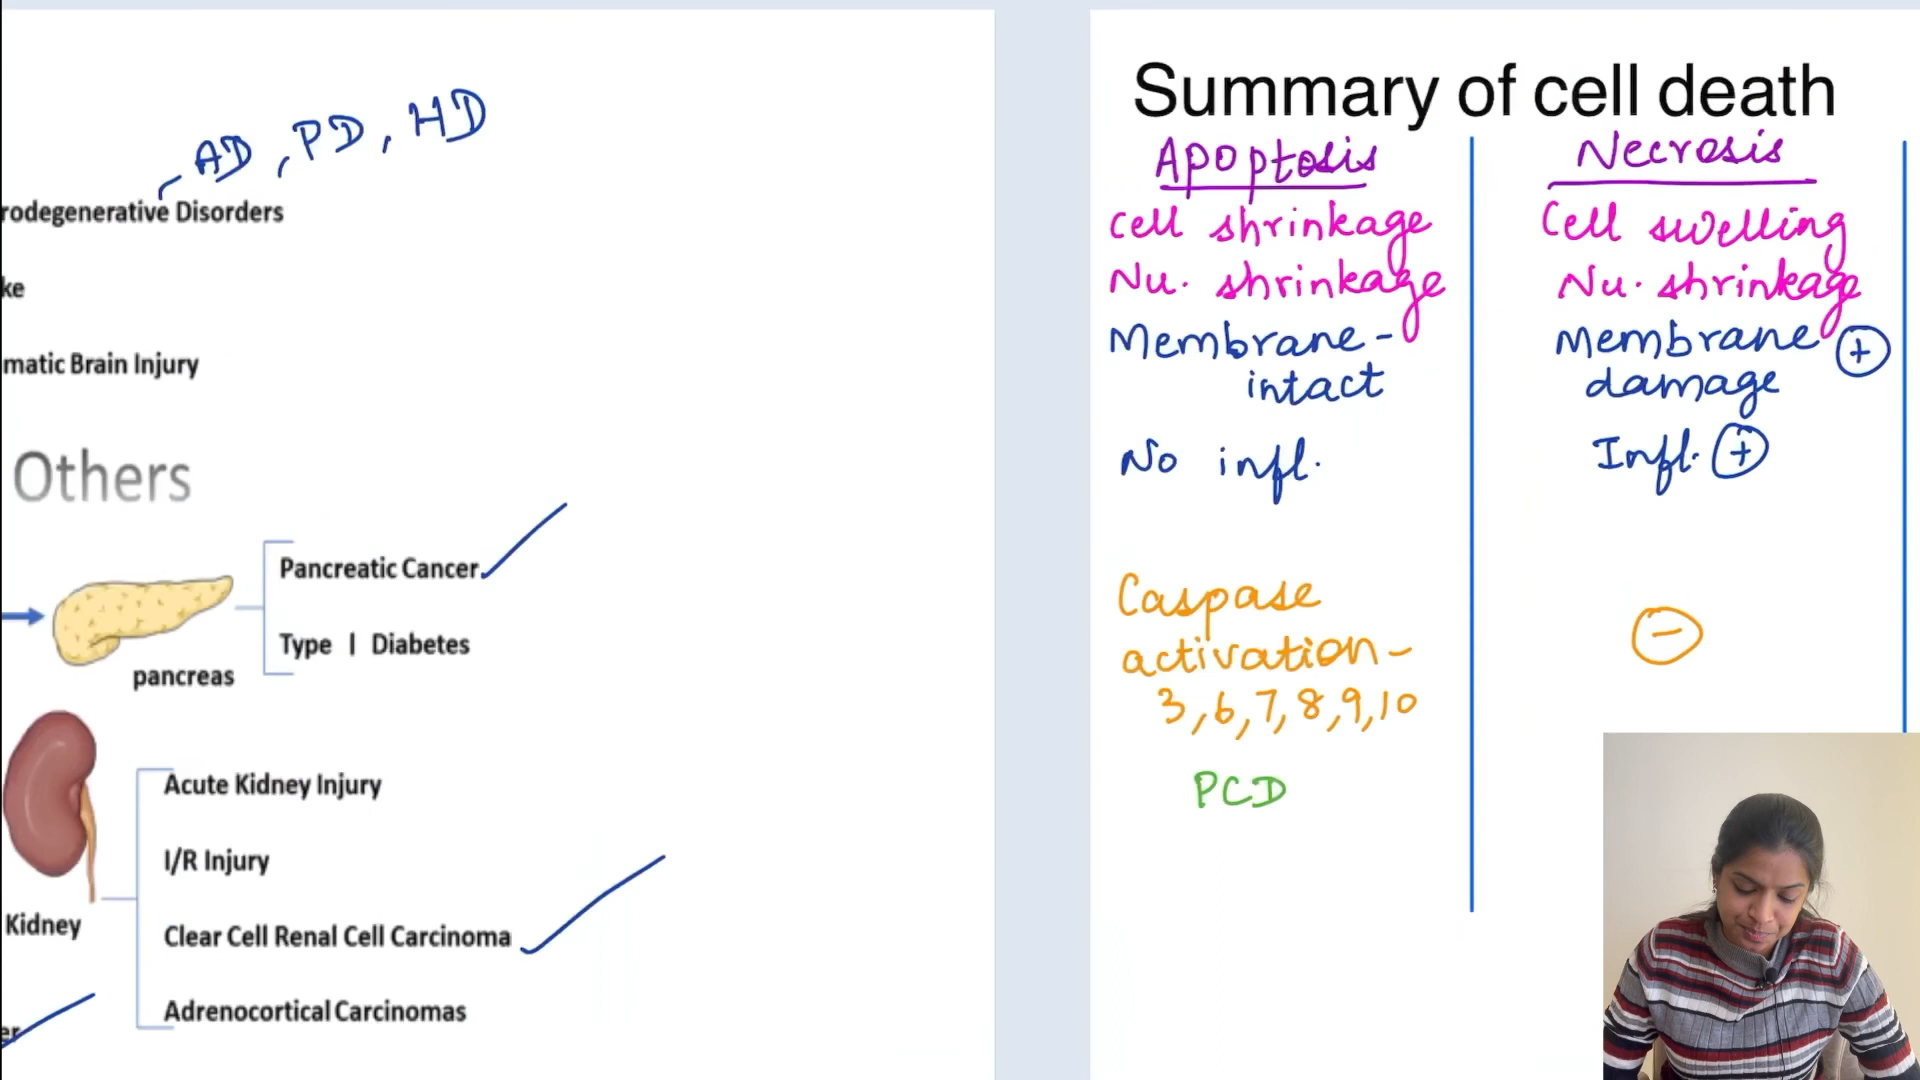 AD, PD, HD
rodegenerative Disorders
ke
matic Brain Injury
Others
Pancreatic Cancer
Type I Diabetes
pancreas
Acute Kidney Injury
I/R Injury
Kidney
Clear Cell Renal Cell Carcinoma
Adrenocortical Carcinomas
er
Summary of cell death
Apoptosis
Cell shrinkage
Nu. shrinkage
Membrane -
intact
No infl.
Caspase
activation -
3, 6, 7, 8, 9, 10
PCD
Necrosis
Cell swelling
Nu. shrinkage
Membrane +
damage
Infl. +
-